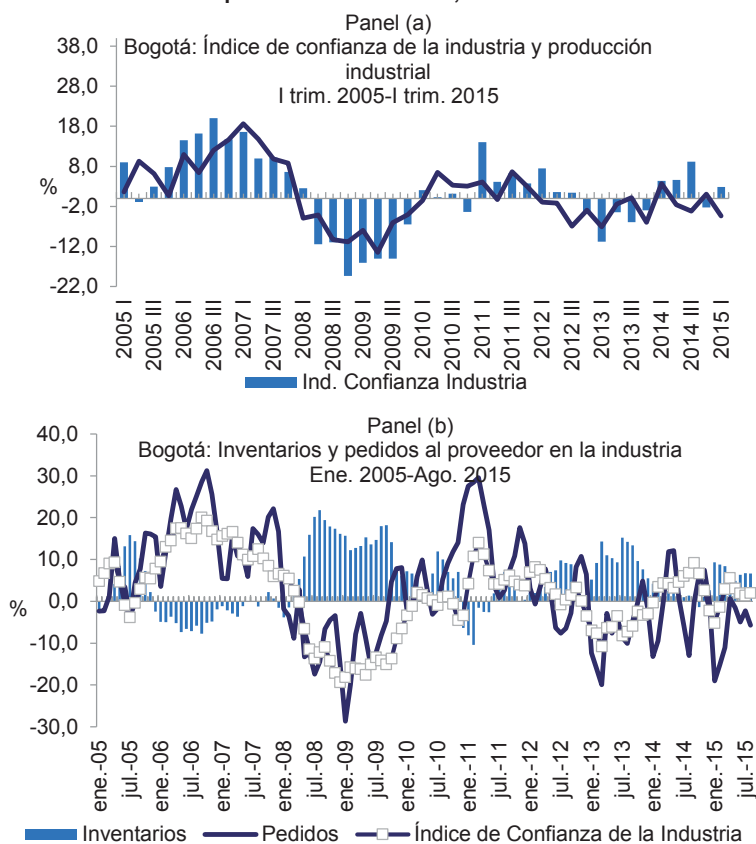 Panel (a)
Bogotá: Índice de confianza de la industria y producción
industrial
I trim. 2005-I trim. 2015
38,0
28,0
18,0
8,0
-2,0
-12,0
-22,0
%
2005 I
2005 III
2006 I
2006 III
2007 I
2007 III
2008 I
2008 III
2009 I
2009 III
2010 I
2010 III
2011 I
2011 III
2012 I
2012 III
2013 I
2013 III
2014 I
2014 III
2015 I
Ind. Confianza Industria
Panel (b)
Bogotá: Inventarios y pedidos al proveedor en la industria
Ene. 2005-Ago. 2015
40,0
30,0
20,0
10,0
0,0
-10,0
-20,0
-30,0
%
ene.-05
jul.-05
ene.-06
jul.-06
ene.-07
jul.-07
ene.-08
jul.-08
ene.-09
jul.-09
ene.-10
jul.-10
ene.-11
jul.-11
ene.-12
jul.-12
ene.-13
jul.-13
ene.-14
jul.-14
ene.-15
jul.-15
Inventarios Pedidos Índice de Confianza de la Industria